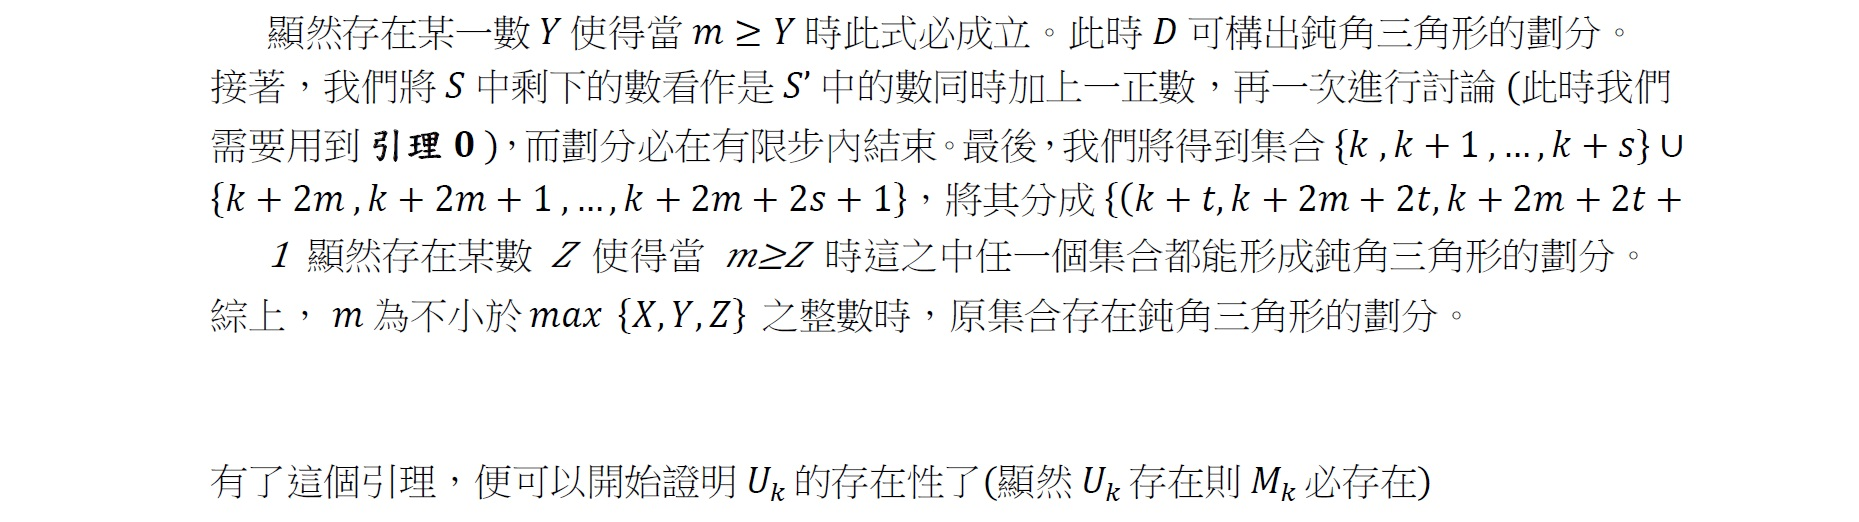 顯然存在某一數 Y 使得當 m ≥ Y 時此式必成立。此時 D 可構出鈍角三角形的劃分。
接著，我們將 S 中剩下的數看作是 S’ 中的數同時加上一正數，再一次進行討論 (此時我們
需要用到 引理 0 )，而劃分必在有限步內結束。最後，我們將得到集合 {k , k + 1 , … , k + s} ∪
{k + 2m , k + 2m + 1 , … , k + 2m + 2s + 1}，將其分成 {(k + t, k + 2m + 2t, k + 2m + 2t +
1 顯然存在某數 Z 使得當 m≥Z 時這之中任一個集合都能形成鈍角三角形的劃分。
綜上， m 為不小於 max {X, Y, Z} 之整數時，原集合存在鈍角三角形的劃分。
有了這個引理，便可以開始證明 Uₖ 的存在性了(顯然 Uₖ 存在則 Mₖ 必存在)